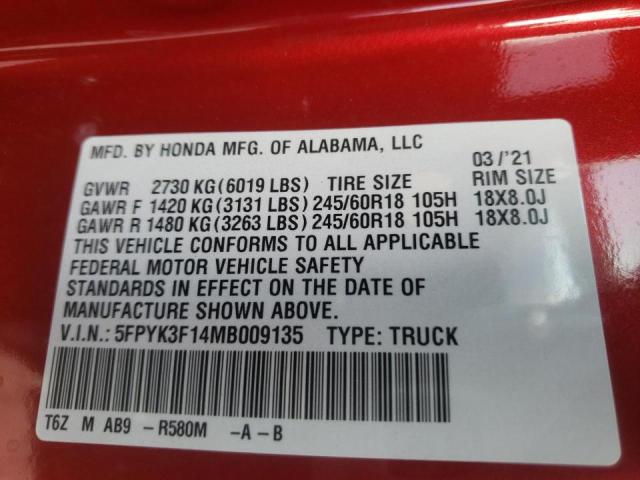 MFD. BY HONDA MFG. OF ALABAMA, LLC 03/'21
GVWR 2730 KG(6019 LBS) TIRE SIZE RIM SIZE
GAWR F 1420 KG(3131 LBS) 245/60R18 105H 18X8.0J
GAWR R 1480 KG(3263 LBS) 245/60R18 105H 18X8.0J
THIS VEHICLE CONFORMS TO ALL APPLICABLE
FEDERAL MOTOR VEHICLE SAFETY
STANDARDS IN EFFECT ON THE DATE OF
MANUFACTURE SHOWN ABOVE.
V.I.N.: 5FPYK3F14MB009135 TYPE: TRUCK
T6Z M AB9 -R580M -A-B